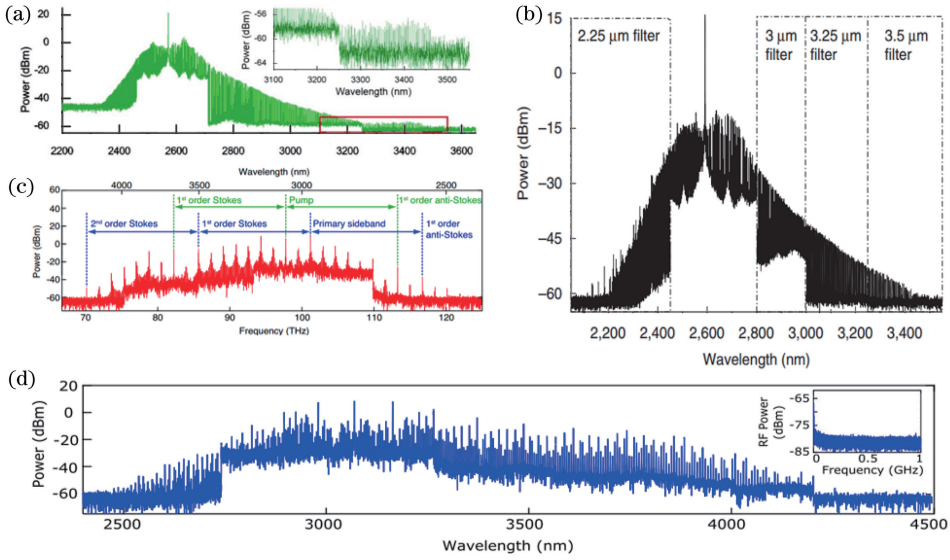 (a)
20
0
-20
-40
-60
Power (dBm)
2200 2400 2600 2800 3000 3200 3400 3600
Wavelength (nm)
-56
-60
-64
Power (dBm)
3100 3200 3300 3400 3500
Wavelength (nm)
(b)
2.25 μm filter
3 μm
filter
3.25 μm
filter
3.5 μm
filter
15
0
−15
−30
−45
−60
Power (dBm)
2,200 2,400 2,600 2,800 3,000 3,200 3,400
Wavelength (nm)
(c)
4000 3500 3000 2500
60
40
20
0
-20
-40
-60
Power (dBm)
1st order Stokes
Pump
1st order anti-Stokes
2nd order Stokes
1st order Stokes
Primary sideband
1st order
anti-Stokes
70 80 90 100 110 120
Frequency (THz)
(d)
20
0
-20
-40
-60
Power (dBm)
2500 3000 3500 4000 4500
Wavelength (nm)
-65
-75
-85
RF Power
(dBm)
0 0.5 1
Frequency (GHz)